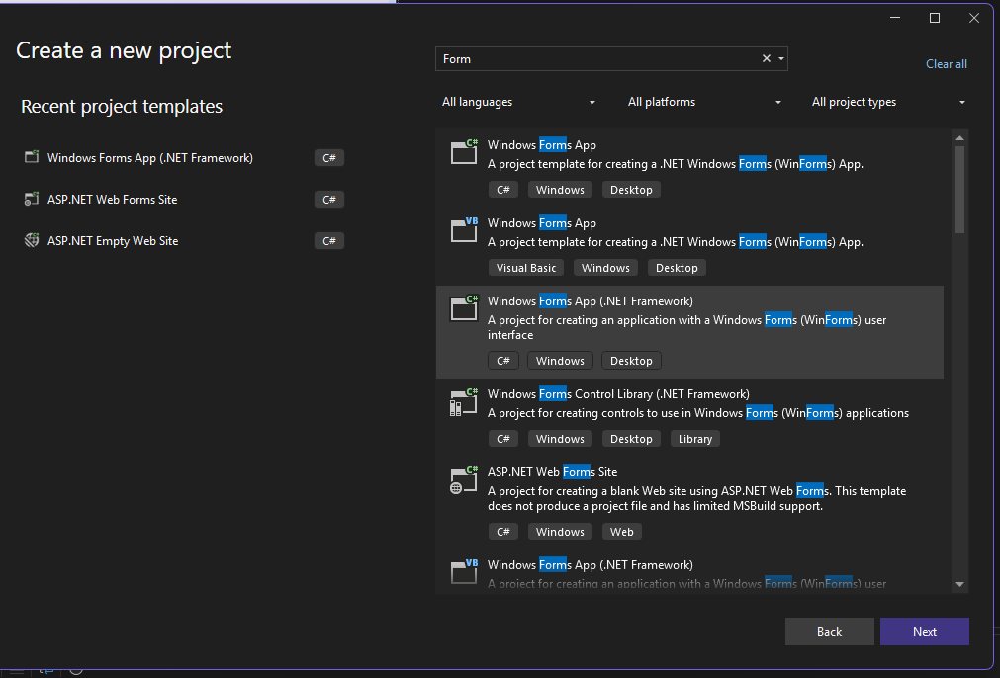 Create a new project
Recent project templates
Windows Forms App (.NET Framework) C#
ASP.NET Web Forms Site C#
ASP.NET Empty Web Site C#
Form
Clear all
All languages All platforms All project types
C#
Windows Forms App
A project template for creating a .NET Windows Forms (WinForms) App.
C# Windows Desktop
VB
Windows Forms App
A project template for creating a .NET Windows Forms (WinForms) App.
Visual Basic Windows Desktop
C#
Windows Forms App (.NET Framework)
A project for creating an application with a Windows Forms (WinForms) user
interface
C# Windows Desktop
C#
Windows Forms Control Library (.NET Framework)
A project for creating controls to use in Windows Forms (WinForms) applications
C# Windows Desktop Library
C#
ASP.NET Web Forms Site
A project for creating a blank Web site using ASP.NET Web Forms. This template
does not produce a project file and has limited MSBuild support.
C# Windows Web
VB
Windows Forms App (.NET Framework)
A project for creating an application with a Windows Forms (WinForms) user
Back Next